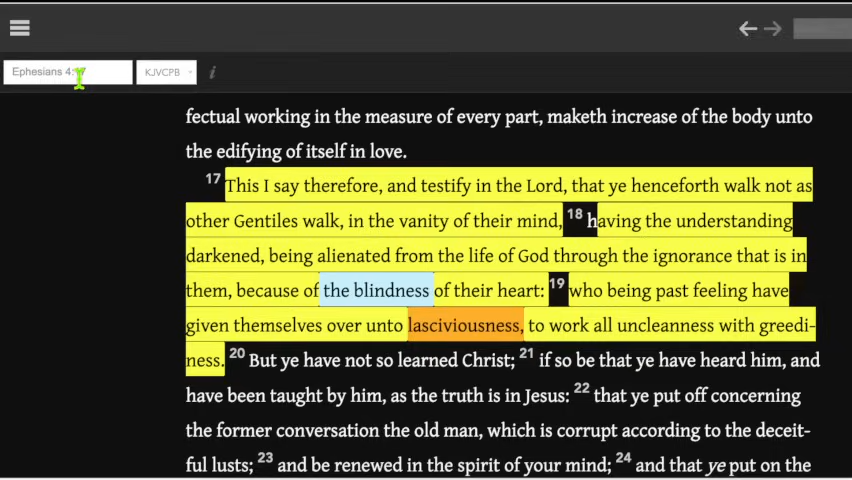 Ephesians 4:17
KJVCPB
i
fectual working in the measure of every part, maketh increase of the body unto
the edifying of itself in love.
17 This I say therefore, and testify in the Lord, that ye henceforth walk not as
other Gentiles walk, in the vanity of their mind, 18 having the understanding
darkened, being alienated from the life of God through the ignorance that is in
them, because of the blindness of their heart: 19 who being past feeling have
given themselves over unto lasciviousness, to work all uncleanness with greedi-
ness. 20 But ye have not so learned Christ; 21 if so be that ye have heard him, and
have been taught by him, as the truth is in Jesus: 22 that ye put off concerning
the former conversation the old man, which is corrupt according to the deceit-
ful lusts; 23 and be renewed in the spirit of your mind; 24 and that ye put on the